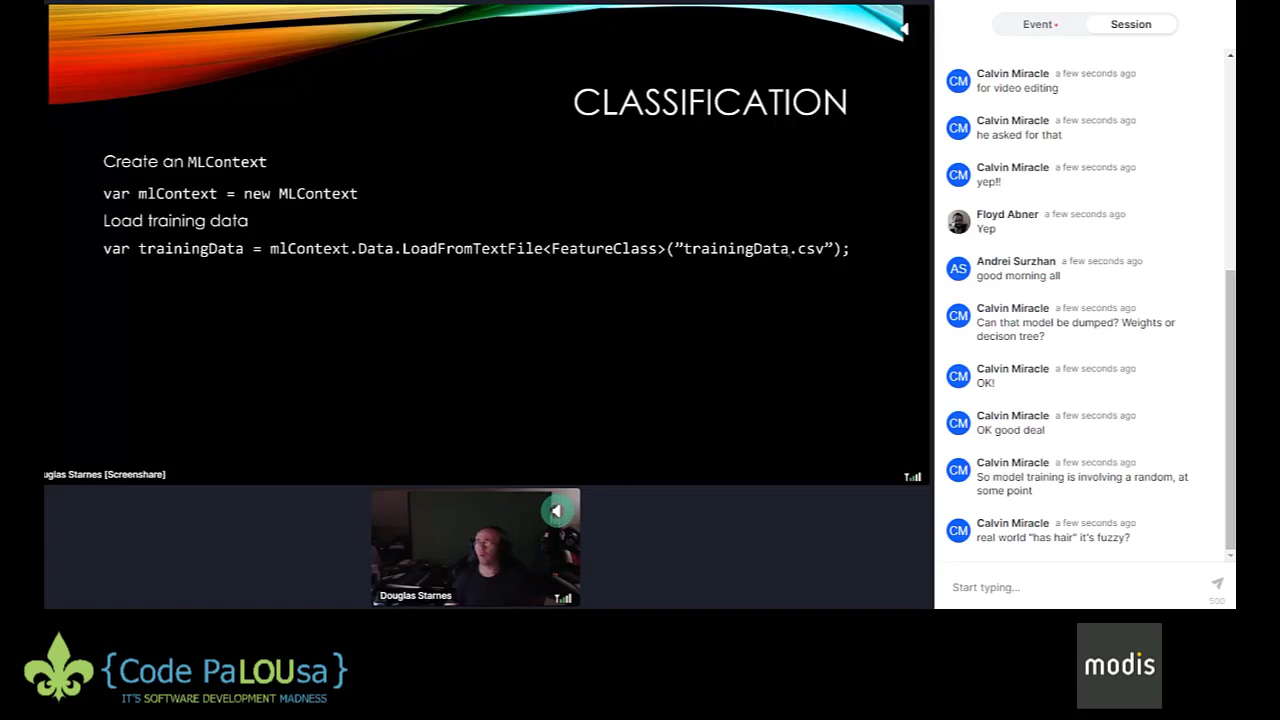 CLASSIFICATION
Create an MLContext
var mlContext = new MLContext
Load training data
var trainingData = mlContext.Data.LoadFromTextFile<FeatureClass>(”trainingData.csv”);
uglas Starnes [Screenshare]
Douglas Starnes
Event
Session
CM
Calvin Miracle a few seconds ago
for video editing
CM
Calvin Miracle a few seconds ago
he asked for that
CM
Calvin Miracle a few seconds ago
yep!!
Floyd Abner a few seconds ago
Yep
AS
Andrei Surzhan a few seconds ago
good morning all
CM
Calvin Miracle a few seconds ago
Can that model be dumped? Weights or
decison tree?
CM
Calvin Miracle a few seconds ago
OK!
CM
Calvin Miracle a few seconds ago
OK good deal
CM
Calvin Miracle a few seconds ago
So model training is involving a random, at
some point
CM
Calvin Miracle a few seconds ago
real world "has hair" it's fuzzy?
Start typing...
500
{Code PaLOUsa}
IT'S SOFTWARE DEVELOPMENT MADNESS
modis